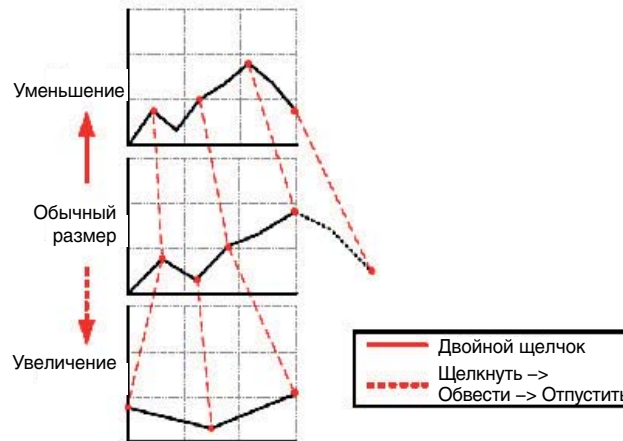 Уменьшение
Обычный
размер
Увеличение
Двойной щелчок
Щелкнуть –>
Обвести –> Отпустить